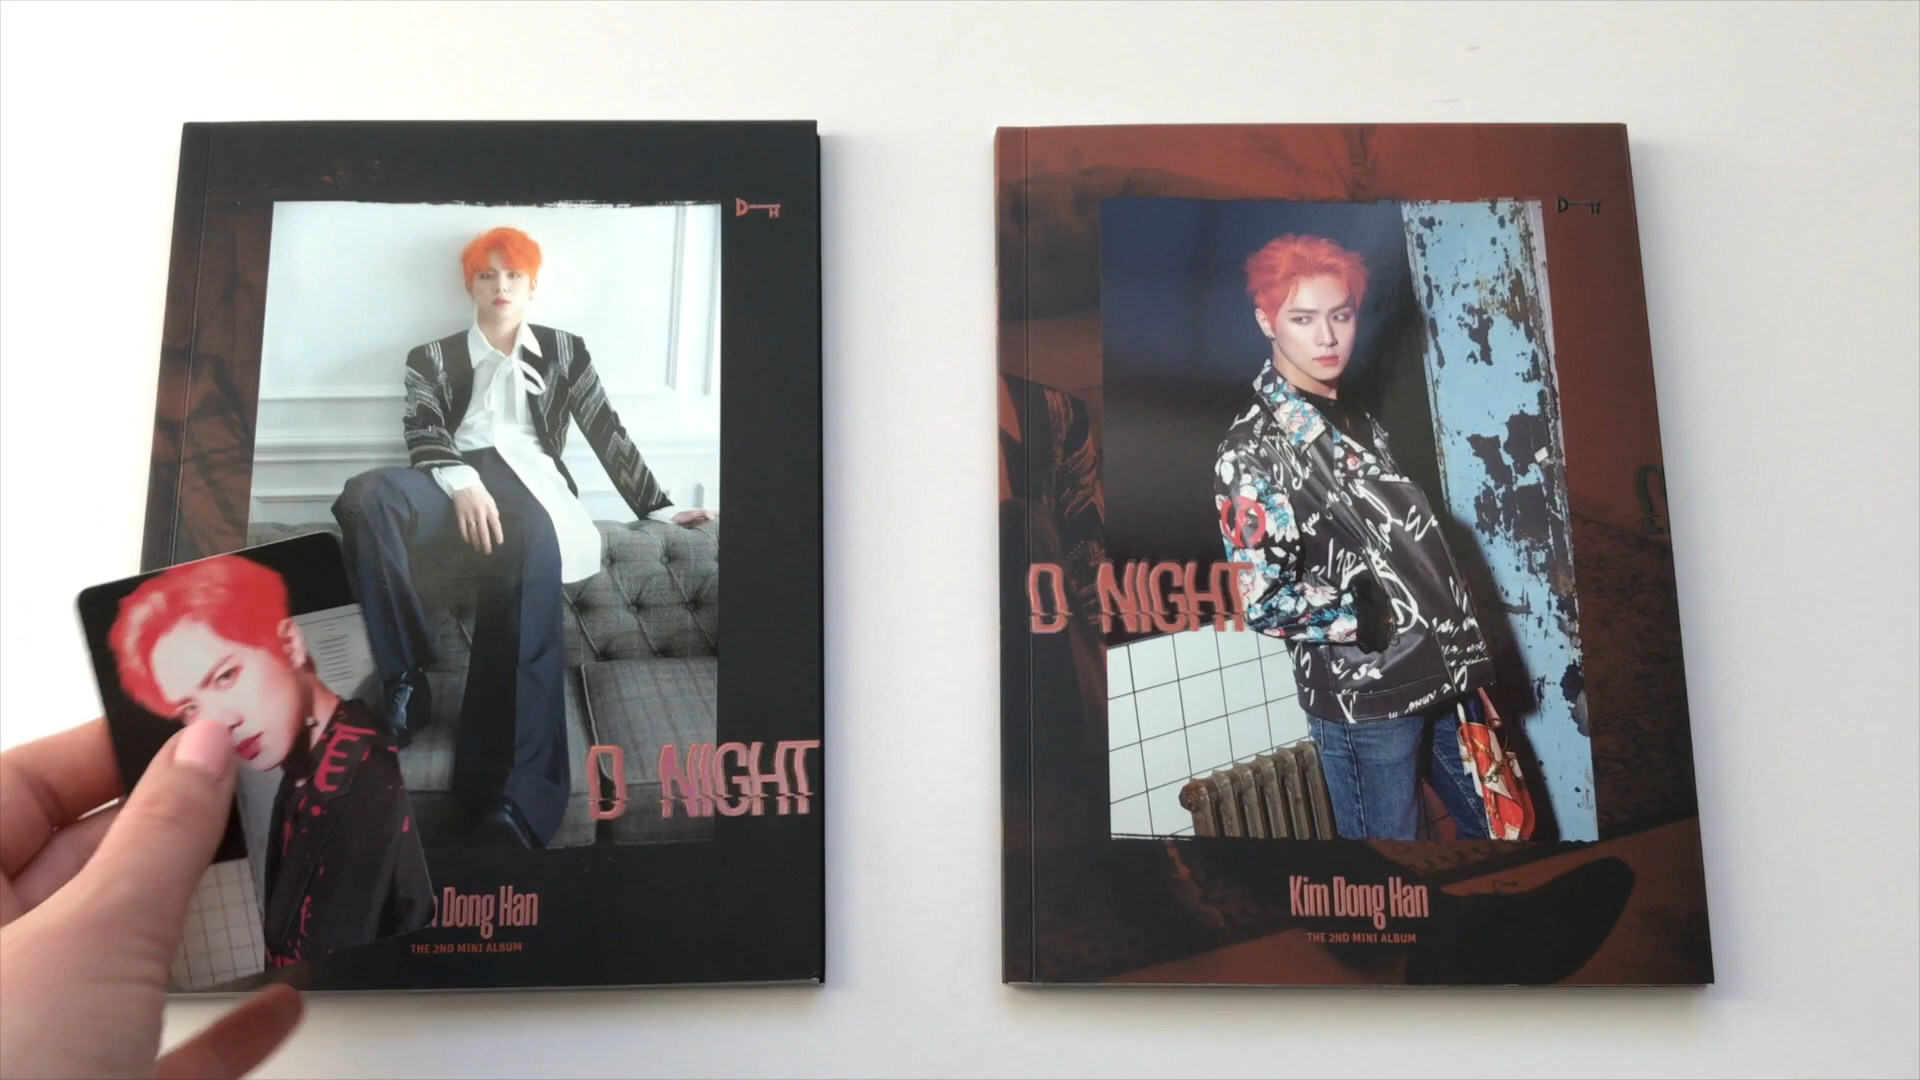 D H
D NIGHT
Dong Han
THE 2ND MINI ALBUM
D H
D NIGHT
Kim Dong Han
THE 2ND MINI ALBUM